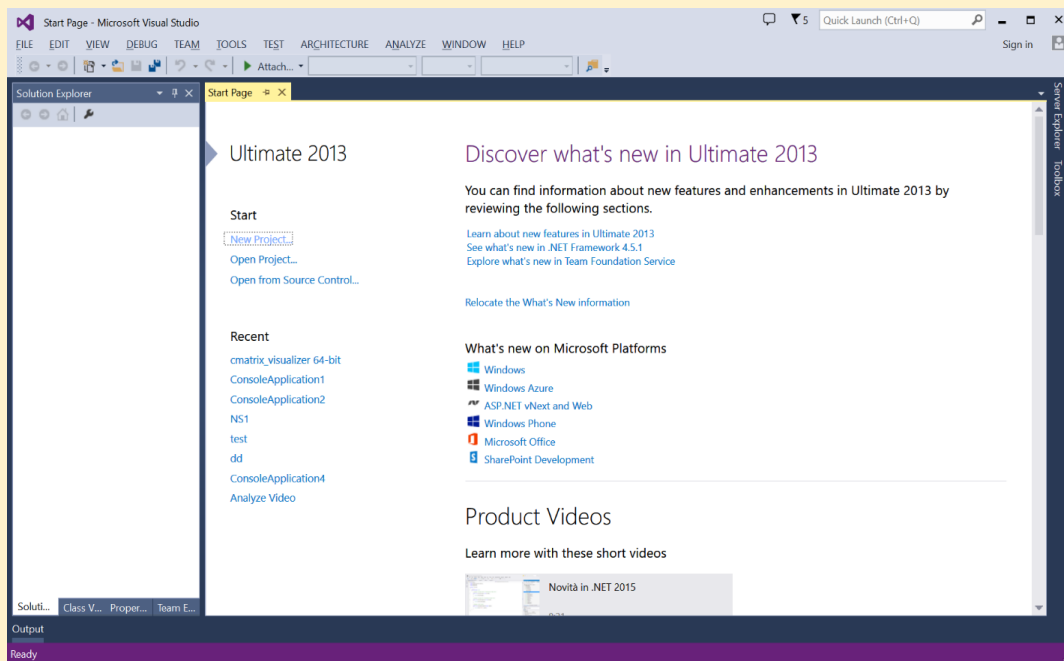 Start Page - Microsoft Visual Studio
5
Quick Launch (Ctrl+Q)
FILE EDIT VIEW DEBUG TEAM TOOLS TEST ARCHITECTURE ANALYZE WINDOW HELP
Sign in
Attach...
Solution Explorer
Start Page
Server Explorer
Toolbox
Ultimate 2013
Start
New Project...
Open Project...
Open from Source Control...
Recent
cmatrix_visualizer 64-bit
ConsoleApplication1
ConsoleApplication2
NS1
test
dd
ConsoleApplication4
Analyze Video
Discover what's new in Ultimate 2013
You can find information about new features and enhancements in Ultimate 2013 by
reviewing the following sections.
Learn about new features in Ultimate 2013
See what's new in .NET Framework 4.5.1
Explore what's new in Team Foundation Service
Relocate the What's New information
What's new on Microsoft Platforms
Windows
Windows Azure
ASP.NET vNext and Web
Windows Phone
Microsoft Office
SharePoint Development
Product Videos
Learn more with these short videos
Novità in .NET 2015
Soluti... Class V... Proper... Team E...
Output
Ready